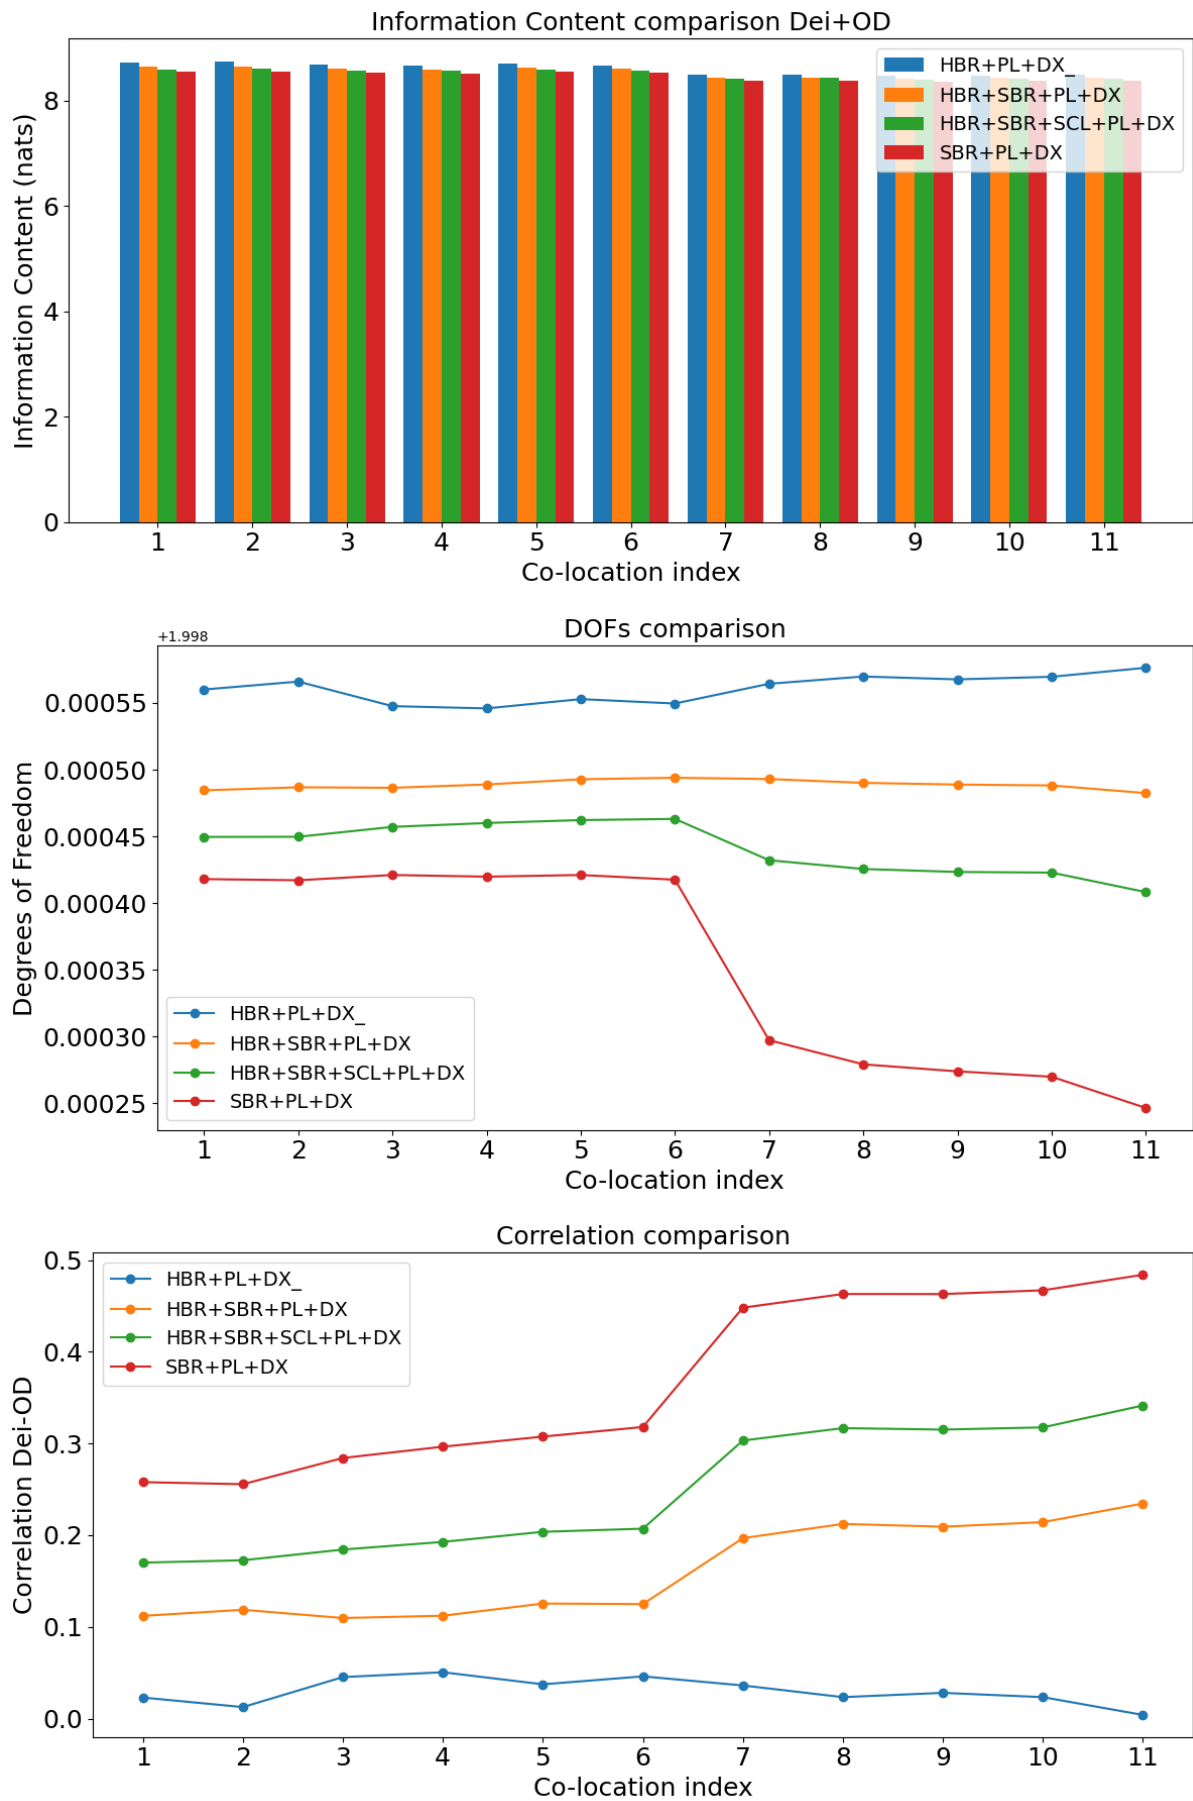 Information Content comparison Dei+OD
Information Content (nats)
8
6
4
2
0
HBR+PL+DX_
HBR+SBR+PL+DX
HBR+SBR+SCL+PL+DX
SBR+PL+DX
1 2 3 4 5 6 7 8 9 10 11
Co-location index
DOFs comparison
+1.998
Degrees of Freedom
0.00055
0.00050
0.00045
0.00040
0.00035
0.00030
0.00025
HBR+PL+DX_
HBR+SBR+PL+DX
HBR+SBR+SCL+PL+DX
SBR+PL+DX
1 2 3 4 5 6 7 8 9 10 11
Co-location index
Correlation comparison
Correlation Dei-OD
0.5
0.4
0.3
0.2
0.1
0.0
HBR+PL+DX_
HBR+SBR+PL+DX
HBR+SBR+SCL+PL+DX
SBR+PL+DX
1 2 3 4 5 6 7 8 9 10 11
Co-location index